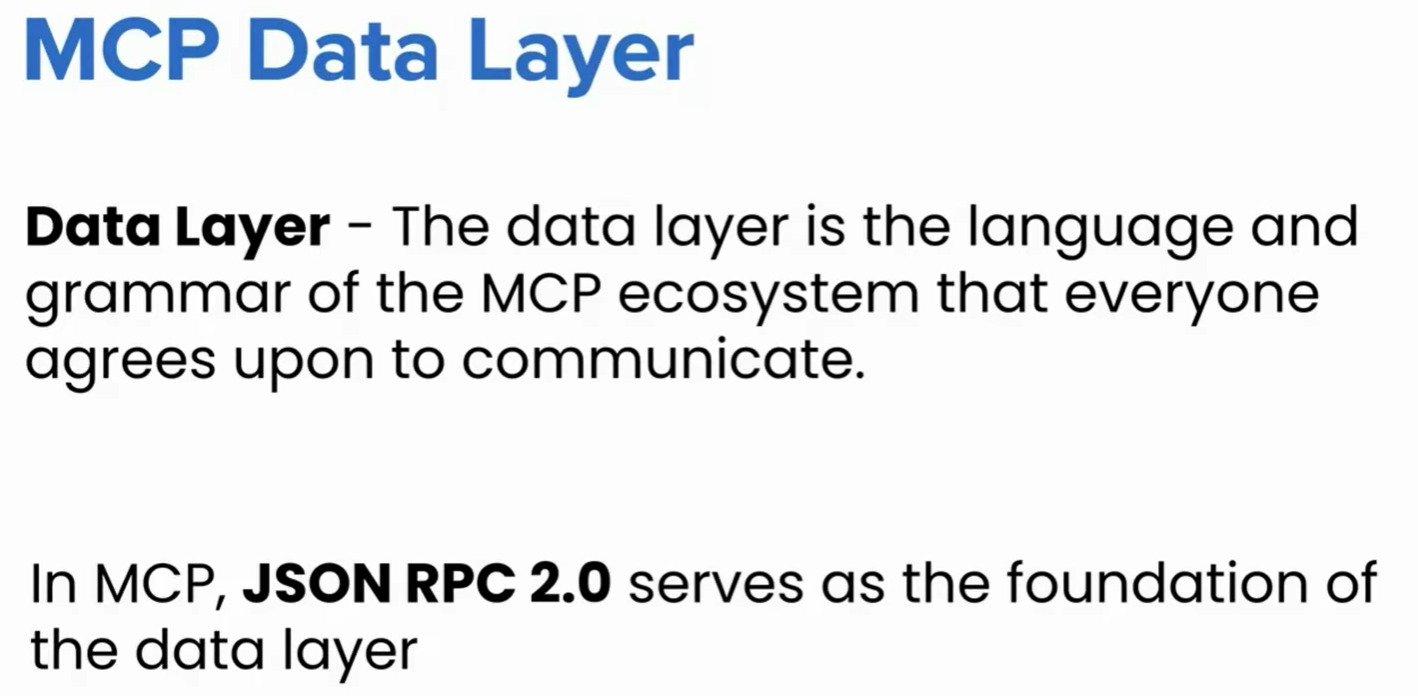 MCP Data Layer
Data Layer - The data layer is the language and
grammar of the MCP ecosystem that everyone
agrees upon to communicate.
In MCP, JSON RPC 2.0 serves as the foundation of
the data layer